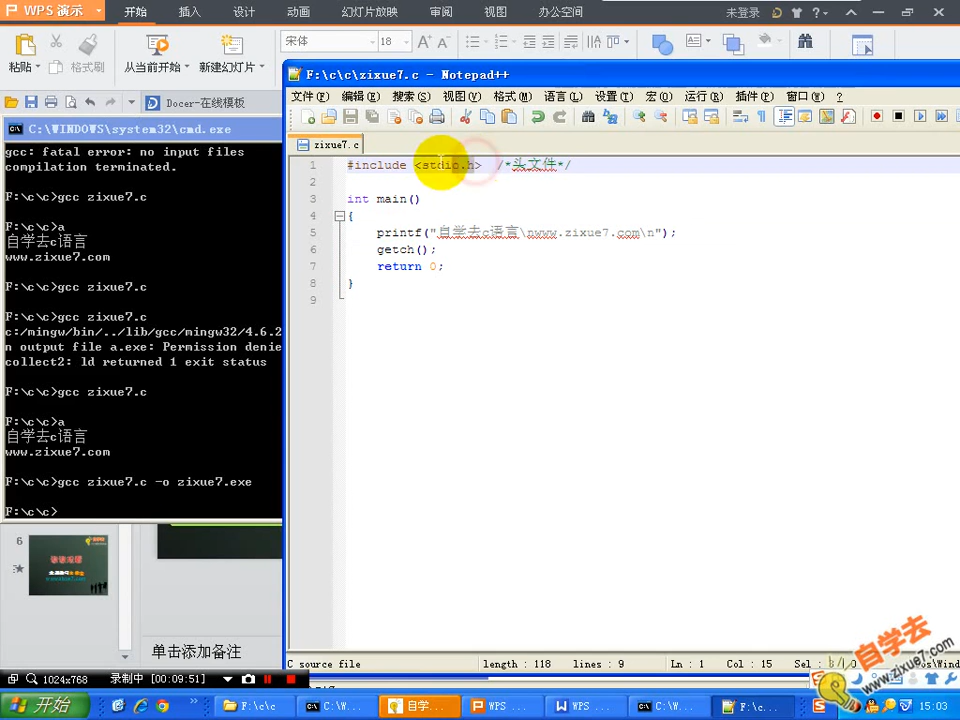 WPS 演示
开始
插入
设计
动画
幻灯片放映
审阅
视图
办公空间
未登录
粘贴
格式刷
从当前开始
新建幻灯片
宋体
18
Docer-在线模板
C:\WINDOWS\system32\cmd.exe
gcc: fatal error: no input files
compilation terminated.
F:\c\c>gcc zixue7.c
F:\c\c>a
自学去c语言
www.zixue7.com
F:\c\c>gcc zixue7.c
F:\c\c>gcc zixue7.c
c:/mingw/bin/../lib/gcc/mingw32/4.6.2
n output file a.exe: Permission denie
collect2: ld returned 1 exit status
F:\c\c>gcc zixue7.c
F:\c\c>a
自学去c语言
www.zixue7.com
F:\c\c>gcc zixue7.c -o zixue7.exe
F:\c\c>
F:\c\c\zixue7.c - Notepad++
文件(F) 编辑(E) 搜索(S) 视图(V) 格式(M) 语言(L) 设置(T) 宏(O) 运行(R) 插件(P) 窗口(W) ?
zixue7.c
1 #include <stdio.h> /*头文件*/
2
3 int main()
4 {
5 printf("自学去c语言\nwww.zixue7.com\n");
6 getch();
7 return 0;
8 }
9
6
单击添加备注
C source file length : 118 lines : 9 Ln : 1 Col : 15 Sel :
自学去
www.zixue7.com
1024x768 录制中 [00:09:51]
开始
F:\c\c
C:\W...
自学...
WPS ...
WPS ...
C:\W...
F:\c...
15:03